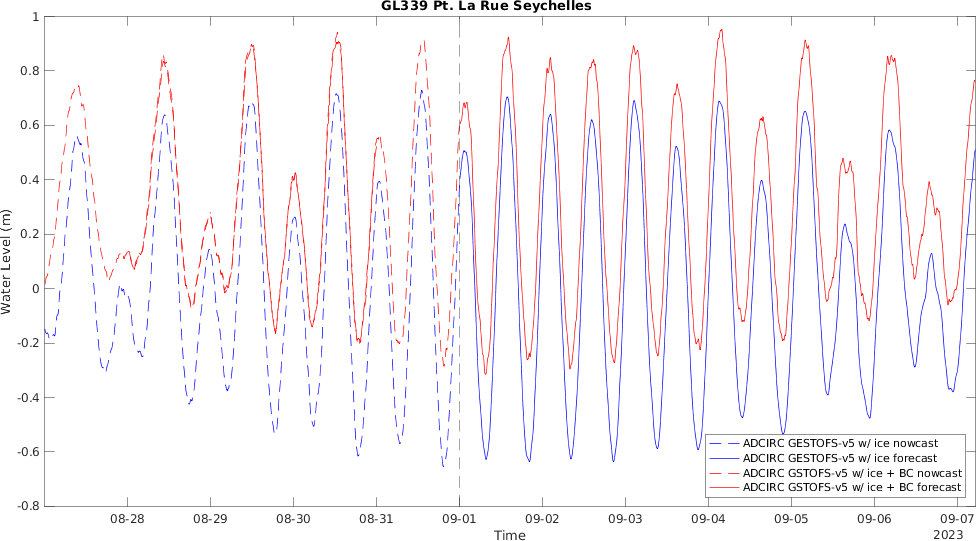 GL339 Pt. La Rue Seychelles
Water Level (m)
1
0.8
0.6
0.4
0.2
0
-0.2
-0.4
-0.6
-0.8
ADCIRC GESTOFS-v5 w/ ice nowcast
ADCIRC GESTOFS-v5 w/ ice forecast
ADCIRC GSTOFS-v5 w/ ice + BC nowcast
ADCIRC GSTOFS-v5 w/ ice + BC forecast
08-28 08-29 08-30 08-31 09-01 09-02 09-03 09-04 09-05 09-06 09-07
Time
2023